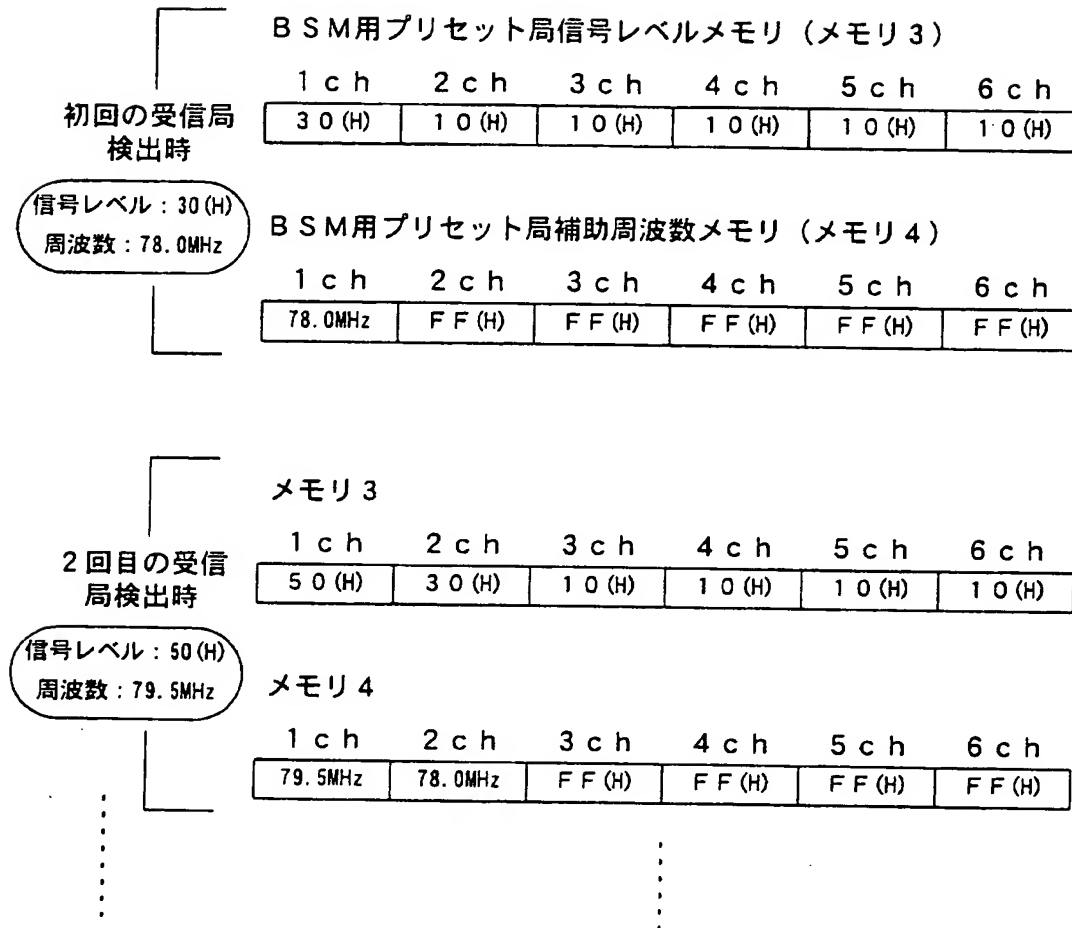 BSM用プリセット局信号レベルメモリ(メモリ3)
1ch 2ch 3ch 4ch 5ch 6ch
30(H) 10(H) 10(H) 10(H) 10(H) 10(H)
初回の受信局
検出時
信号レベル:30(H)
周波数:78.0MHz
BSM用プリセット局補助周波数メモリ(メモリ4)
1ch 2ch 3ch 4ch 5ch 6ch
78.0MHz FF(H) FF(H) FF(H) FF(H) FF(H)
メモリ3
1ch 2ch 3ch 4ch 5ch 6ch
50(H) 30(H) 10(H) 10(H) 10(H) 10(H)
2回目の受信
局検出時
信号レベル:50(H)
周波数:79.5MHz
メモリ4
1ch 2ch 3ch 4ch 5ch 6ch
79.5MHz 78.0MHz FF(H) FF(H) FF(H) FF(H)